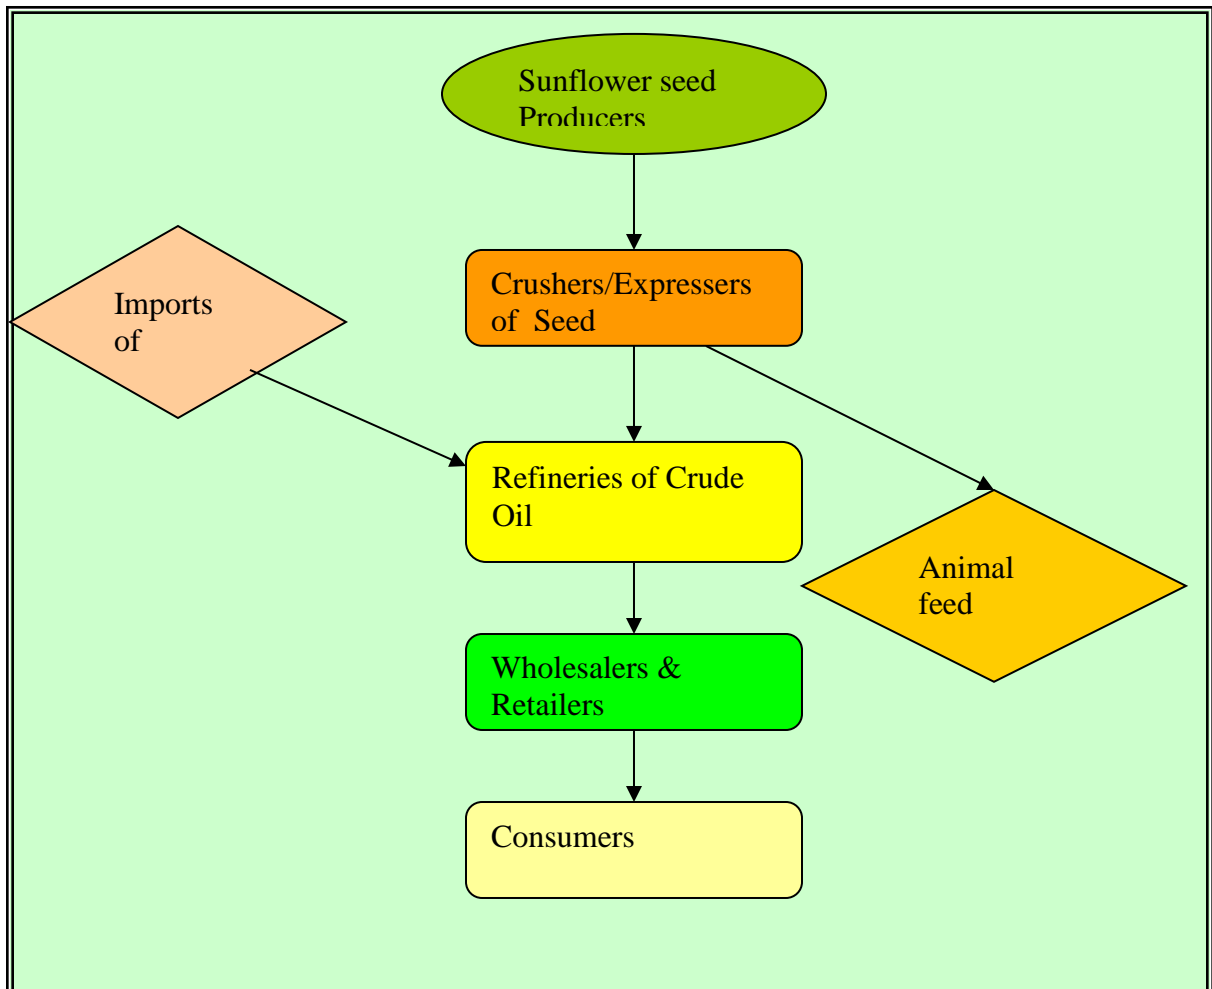 Sunflower seed
Producers
Imports
of
Crushers/Expressers
of  Seed
Refineries of Crude
Oil
Animal
feed
Wholesalers &
Retailers
Consumers